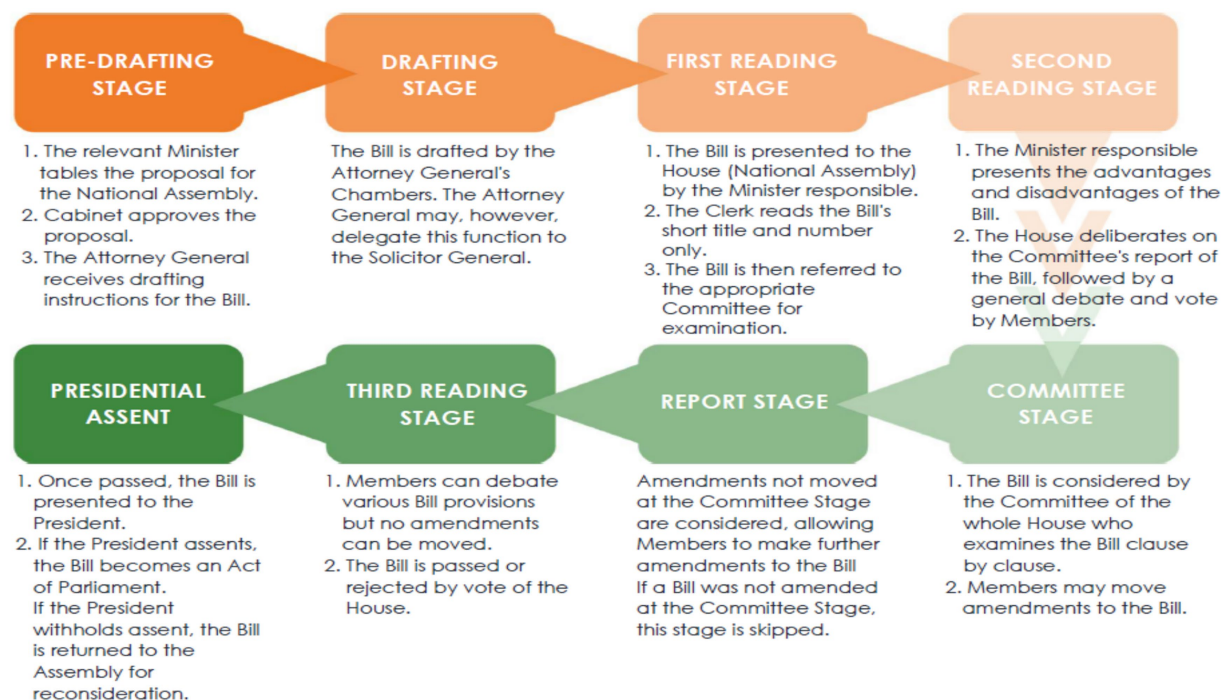 PRE-DRAFTING
STAGE
1. The relevant Minister
tables the proposal for
the National Assembly.
2. Cabinet approves the
proposal.
3. The Attorney General
receives drafting
instructions for the Bill.
DRAFTING
STAGE
The Bill is drafted by the
Attorney General's
Chambers. The Attorney
General may, however,
delegate this function to
the Solicitor General.
FIRST READING
STAGE
1. The Bill is presented to the
House (National Assembly)
by the Minister responsible.
2. The Clerk reads the Bill's
short title and number
only.
3. The Bill is then referred to
the appropriate
Committee for
examination.
SECOND
READING STAGE
1. The Minister responsible
presents the advantages
and disadvantages of the
Bill.
2. The House deliberates on
the Committee's report of
the Bill, followed by a
general debate and vote
by Members.
COMMITTEE
STAGE
1. The Bill is considered by
the Committee of the
whole House who
examines the Bill clause
by clause.
2. Members may move
amendments to the Bill.
REPORT STAGE
Amendments not moved
at the Committee Stage
are considered, allowing
Members to make further
amendments to the Bill
If a Bill was not amended
at the Committee Stage,
this stage is skipped.
THIRD READING
STAGE
1. Members can debate
various Bill provisions
but no amendments
can be moved.
2. The Bill is passed or
rejected by vote of the
House.
PRESIDENTIAL
ASSENT
1. Once passed, the Bill is
presented to the
President.
2. If the President assents,
the Bill becomes an Act
of Parliament.
If the President
withholds assent, the Bill
is returned to the
Assembly for
reconsideration.